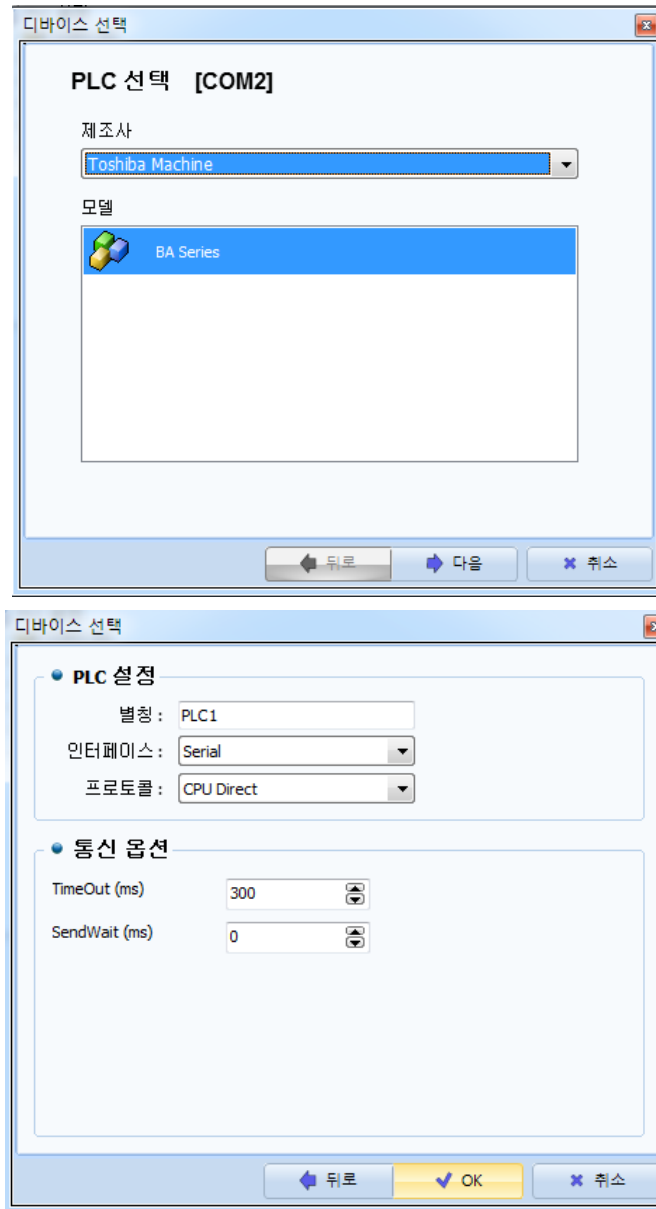 디바이스 선택
PLC 선택 [COM2]
제조사
Toshiba Machine
모델
BA Series
뒤로 다음 취소
디바이스 선택
PLC 설정
별칭 : PLC1
인터페이스 : Serial
프로토콜 : CPU Direct
통신 옵션
TimeOut (ms) 300
SendWait (ms) 0
뒤로 OK 취소